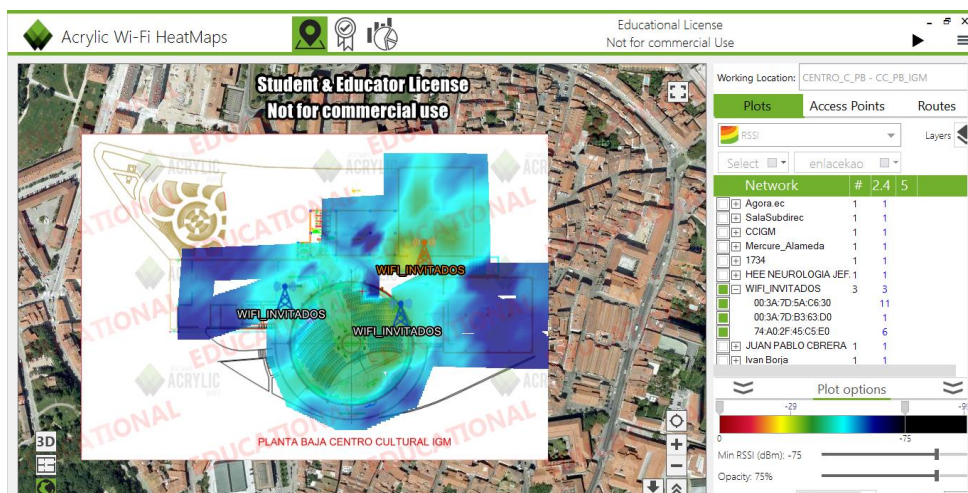 Acrylic Wi-Fi HeatMaps
Educational License
Not for commercial Use
Student & Educator License
Not for commercial use
EDUCATIONAL
ACRYLIC
WIFI_INVITADOS
WIFI_INVITADOS
WIFI_INVITADOS
PLANTA BAJA CENTRO CULTURAL IGM
3D
Working Location: CENTRO_C_PB - CC_PB_IGM
Plots Access Points Routes
RSSI Layers
Select enlacekao
Network # 2.4 5
Agora.ec 1 1
SalaSubdirec 1 1
CCIGM 1 1
Mercure_Alameda 1 1
1734 1 1
HEE NEUROLOGIA JEF. 1 1
WIFI_INVITADOS 3 3
00:3A:7D:5A:C6:30 11
00:3A:7D:B3:63:D0 1
74:A0:2F:45:C5:E0 6
JUAN PABLO CBRERA 1 1
Ivan Borja 1 1
Plot options
-29 -99
0 -75
Min RSSI (dBm): -75
Opacity: 75%